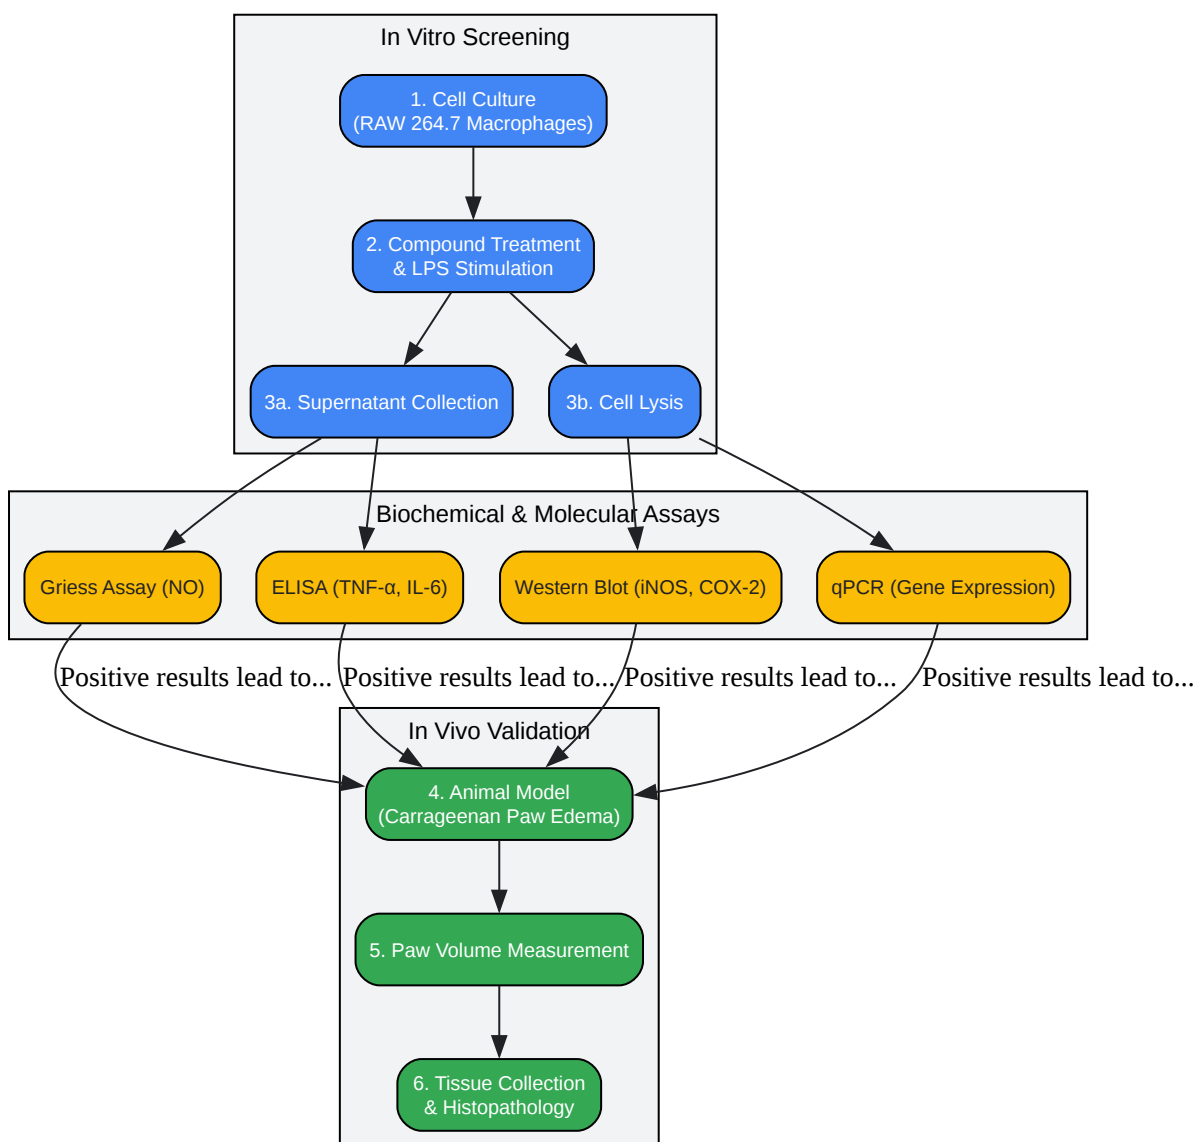 In Vitro Screening
1. Cell Culture
(RAW 264.7 Macrophages)
2. Compound Treatment
& LPS Stimulation
3a. Supernatant Collection
3b. Cell Lysis
Biochemical & Molecular Assays
Griess Assay (NO)
ELISA (TNF-α, IL-6)
Western Blot (iNOS, COX-2)
qPCR (Gene Expression)
Positive results lead to...
Positive results lead to...
Positive results lead to...
Positive results lead to...
In Vivo Validation
4. Animal Model
(Carrageenan Paw Edema)
5. Paw Volume Measurement
6. Tissue Collection
& Histopathology